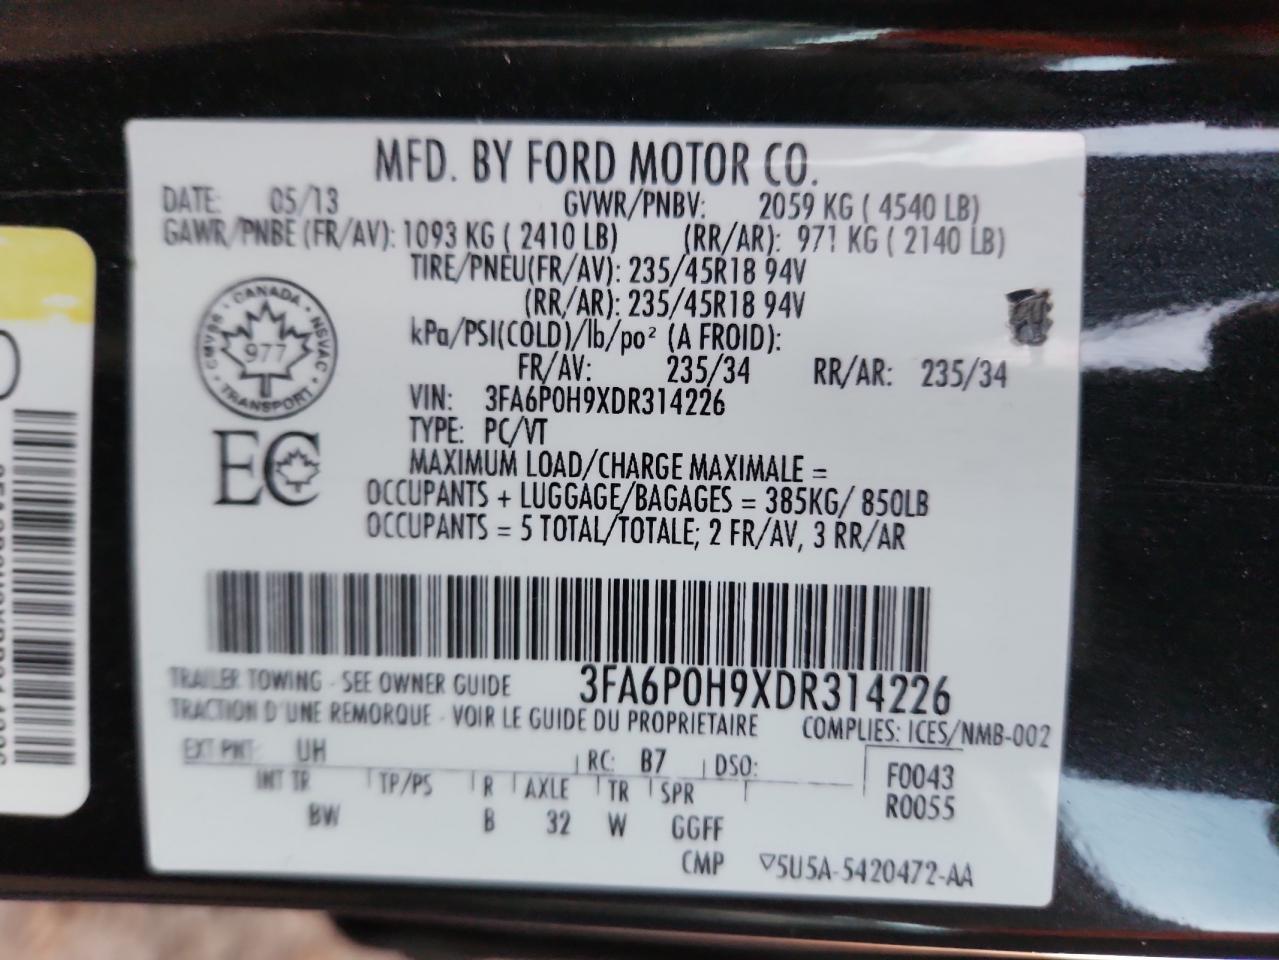 MFD. BY FORD MOTOR CO.
DATE: 05/13 GVWR/PNBV: 2059 KG ( 4540 LB)
GAWR/PNBE (FR/AV): 1093 KG ( 2410 LB) (RR/AR): 971 KG ( 2140 LB)
TIRE/PNEU(FR/AV): 235/45R18 94V
(RR/AR): 235/45R18 94V
kPa/PSI(COLD)/lb/po² (A FROID):
FR/AV: 235/34 RR/AR: 235/34
CANADA
CMVSS NSVAC
977
TRANSPORT
VIN: 3FA6P0H9XDR314226
TYPE: PC/VT
EC
MAXIMUM LOAD/CHARGE MAXIMALE =
OCCUPANTS + LUGGAGE/BAGAGES = 385KG/ 850LB
OCCUPANTS = 5 TOTAL/TOTALE; 2 FR/AV, 3 RR/AR
TRAILER TOWING - SEE OWNER GUIDE 3FA6P0H9XDR314226
TRACTION D'UNE REMORQUE - VOIR LE GUIDE DU PROPRIETAIRE COMPLIES: ICES/NMB-002
EXT PNT: UH RC: B7 DSO: F0043
INT TR TP/PS R AXLE TR SPR R0055
BW B 32 W GGFF
CMP ▽5U5A-5420472-AA